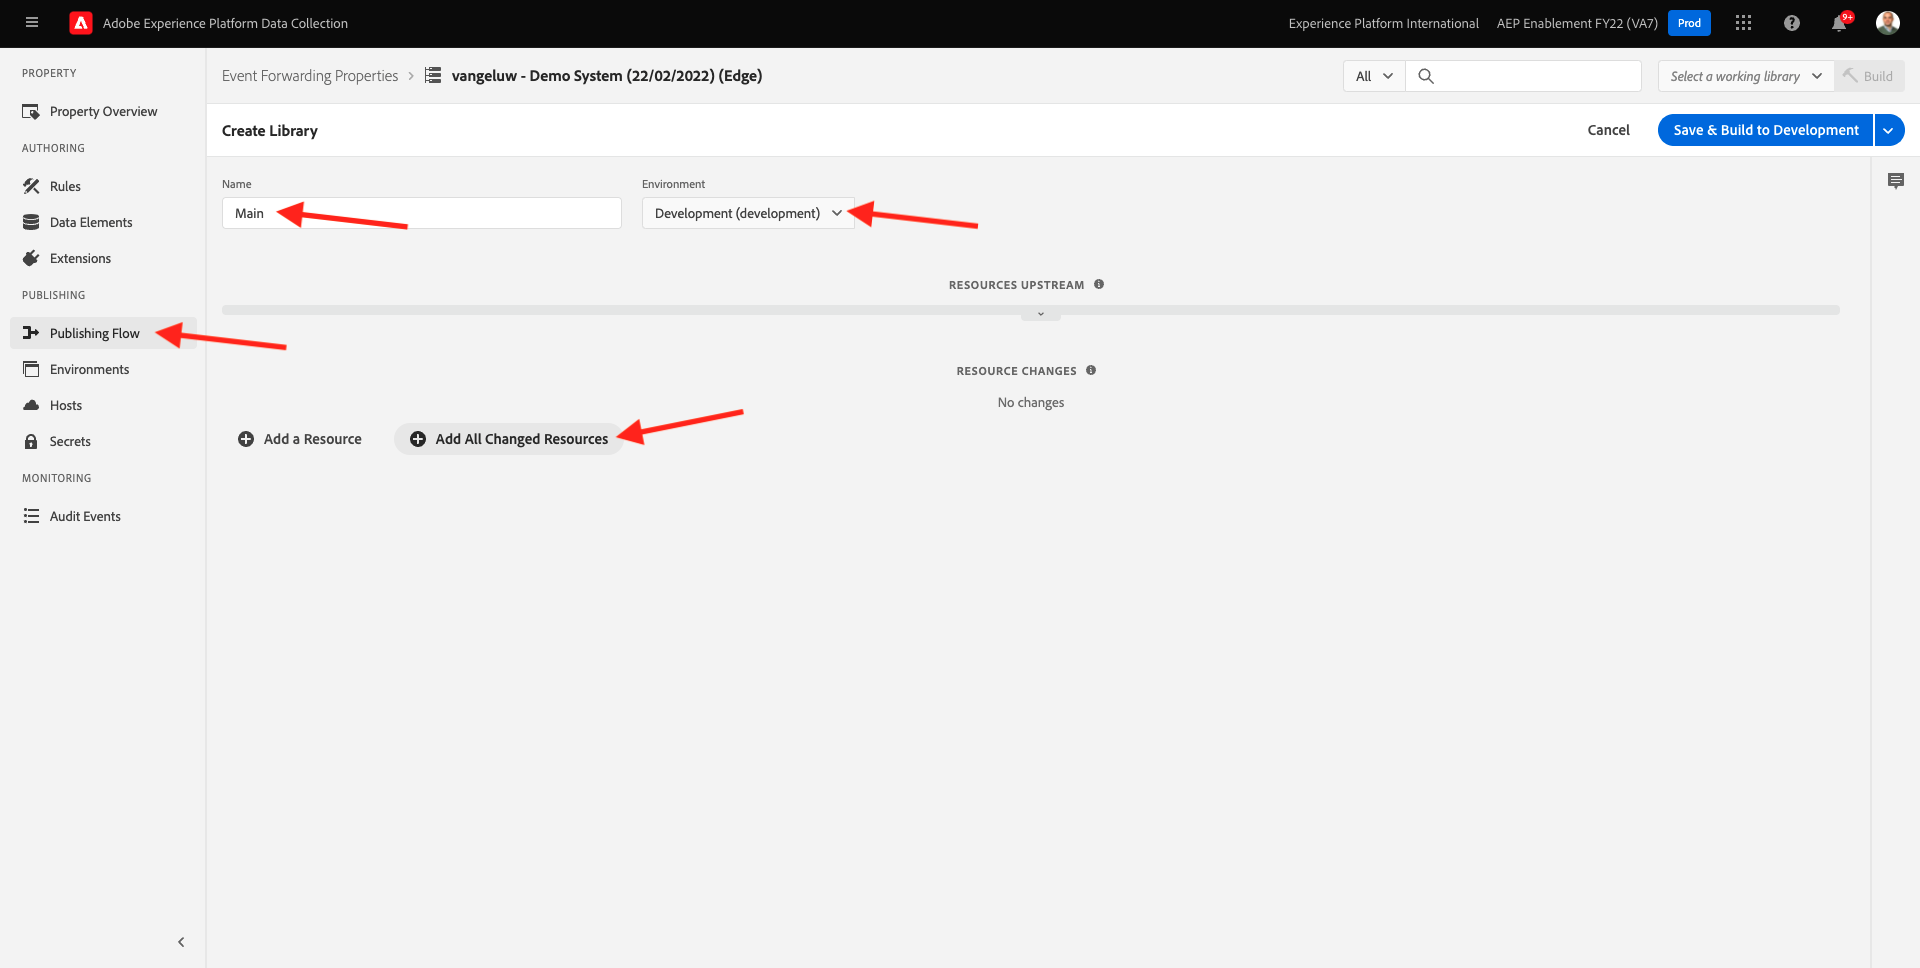 Adobe Experience Platform Data Collection
Experience Platform International
AEP Enablement FY22 (VA7)
Prod
9+
PROPERTY
Property Overview
AUTHORING
Rules
Data Elements
Extensions
PUBLISHING
Publishing Flow
Environments
Hosts
Secrets
MONITORING
Audit Events
Event Forwarding Properties
vangeluw - Demo System (22/02/2022) (Edge)
All
Select a working library
Build
Create Library
Cancel
Save & Build to Development
Name
Main
Environment
Development (development)
RESOURCES UPSTREAM
RESOURCE CHANGES
No changes
Add a Resource
Add All Changed Resources